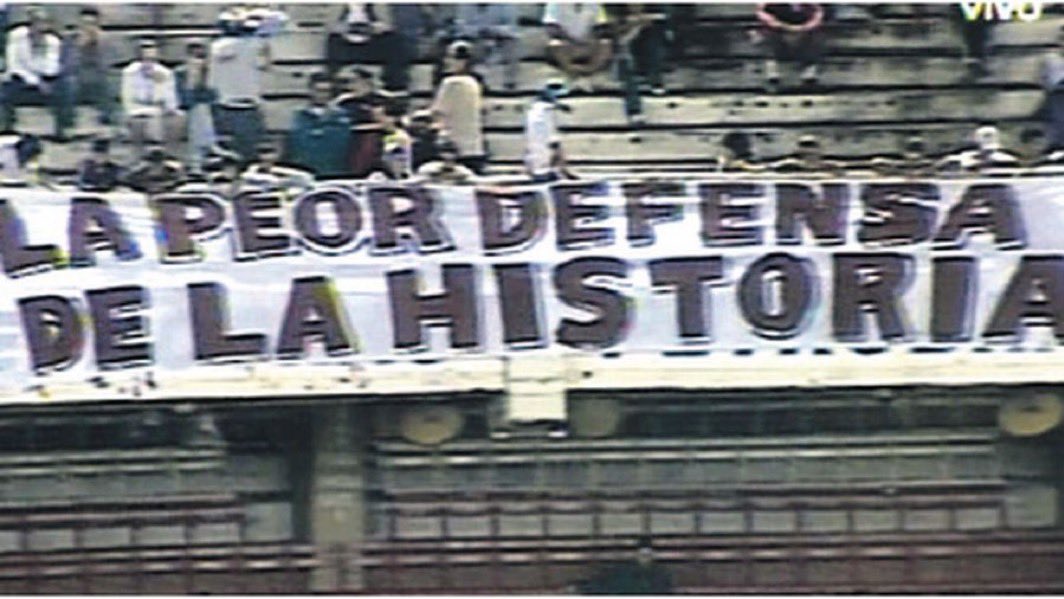 VIVO
LA PEOR DEFENSA
DE LA HISTORIA